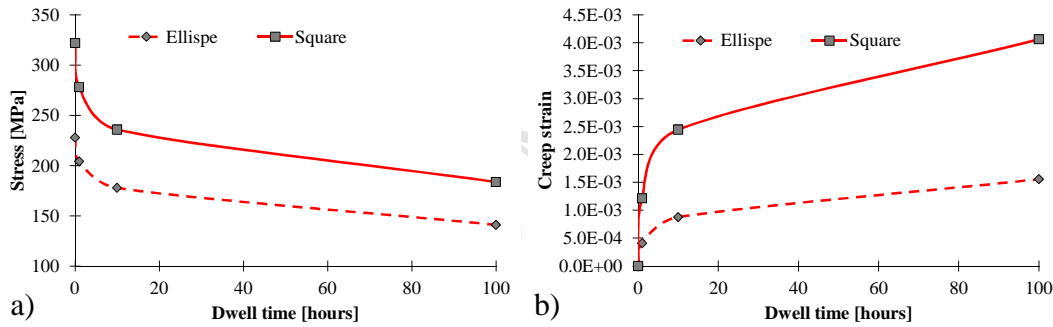 350
300
250
200
150
100
Stress [MPa]
Ellispe
Square
0
20
40
60
80
100
Dwell time [hours]
a)
4.5E-03
4.0E-03
3.5E-03
3.0E-03
2.5E-03
2.0E-03
1.5E-03
1.0E-03
5.0E-04
0.0E+00
Creep strain
Ellispe
Square
0
20
40
60
80
100
Dwell time [hours]
b)